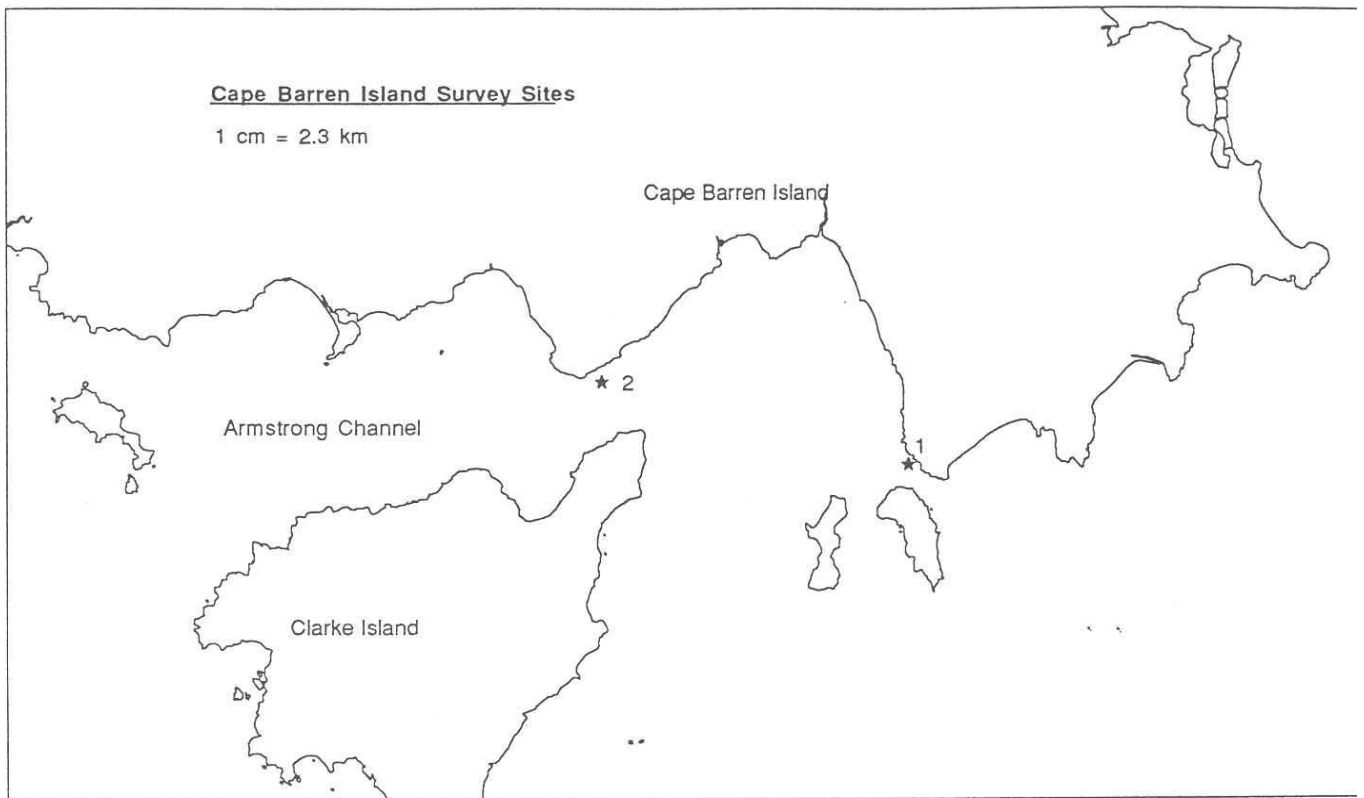 Cape Barren Island Survey Sites
1 cm = 2.3 km
Cape Barren Island
2
Armstrong Channel
1
Clarke Island